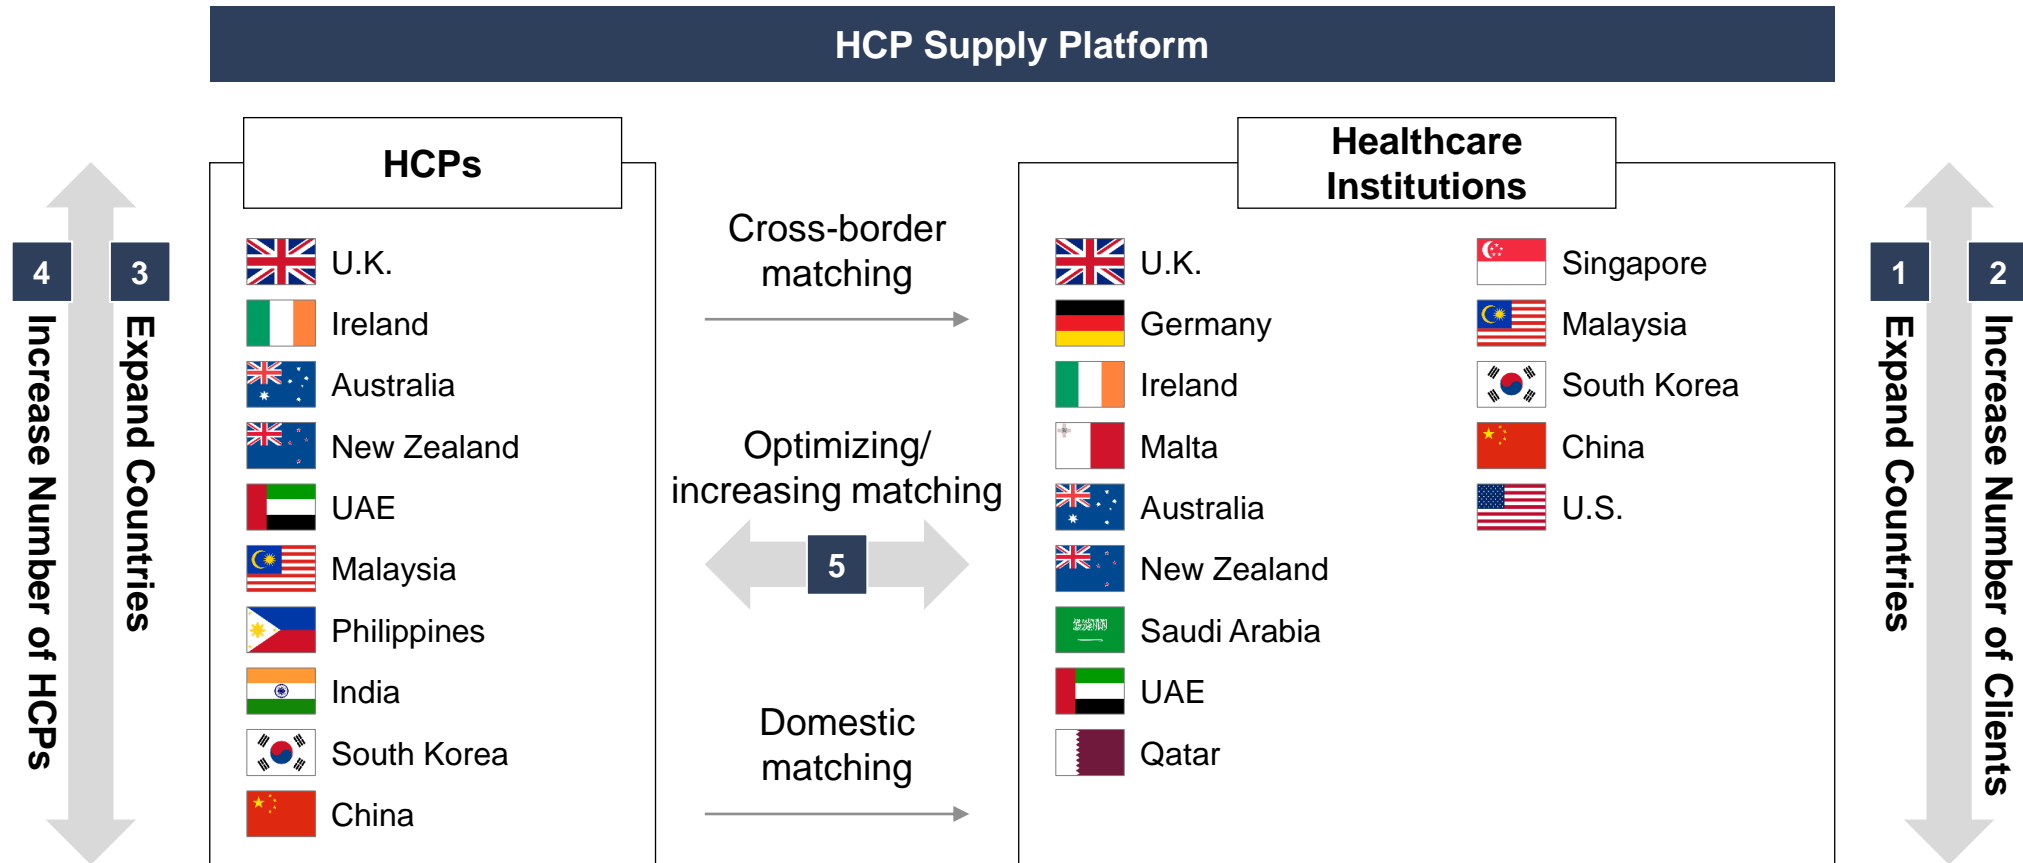 HCP Supply Platform
4
Increase Number of HCPs
3
Expand Countries
HCPs
U.K.
Ireland
Australia
New Zealand
UAE
Malaysia
Philippines
India
South Korea
China
Cross-border
matching
Optimizing/
increasing matching
5
Domestic
matching
Healthcare
Institutions
U.K.
Germany
Ireland
Malta
Australia
New Zealand
Saudi Arabia
UAE
Qatar
Singapore
Malaysia
South Korea
China
U.S.
1
Expand Countries
2
Increase Number of Clients